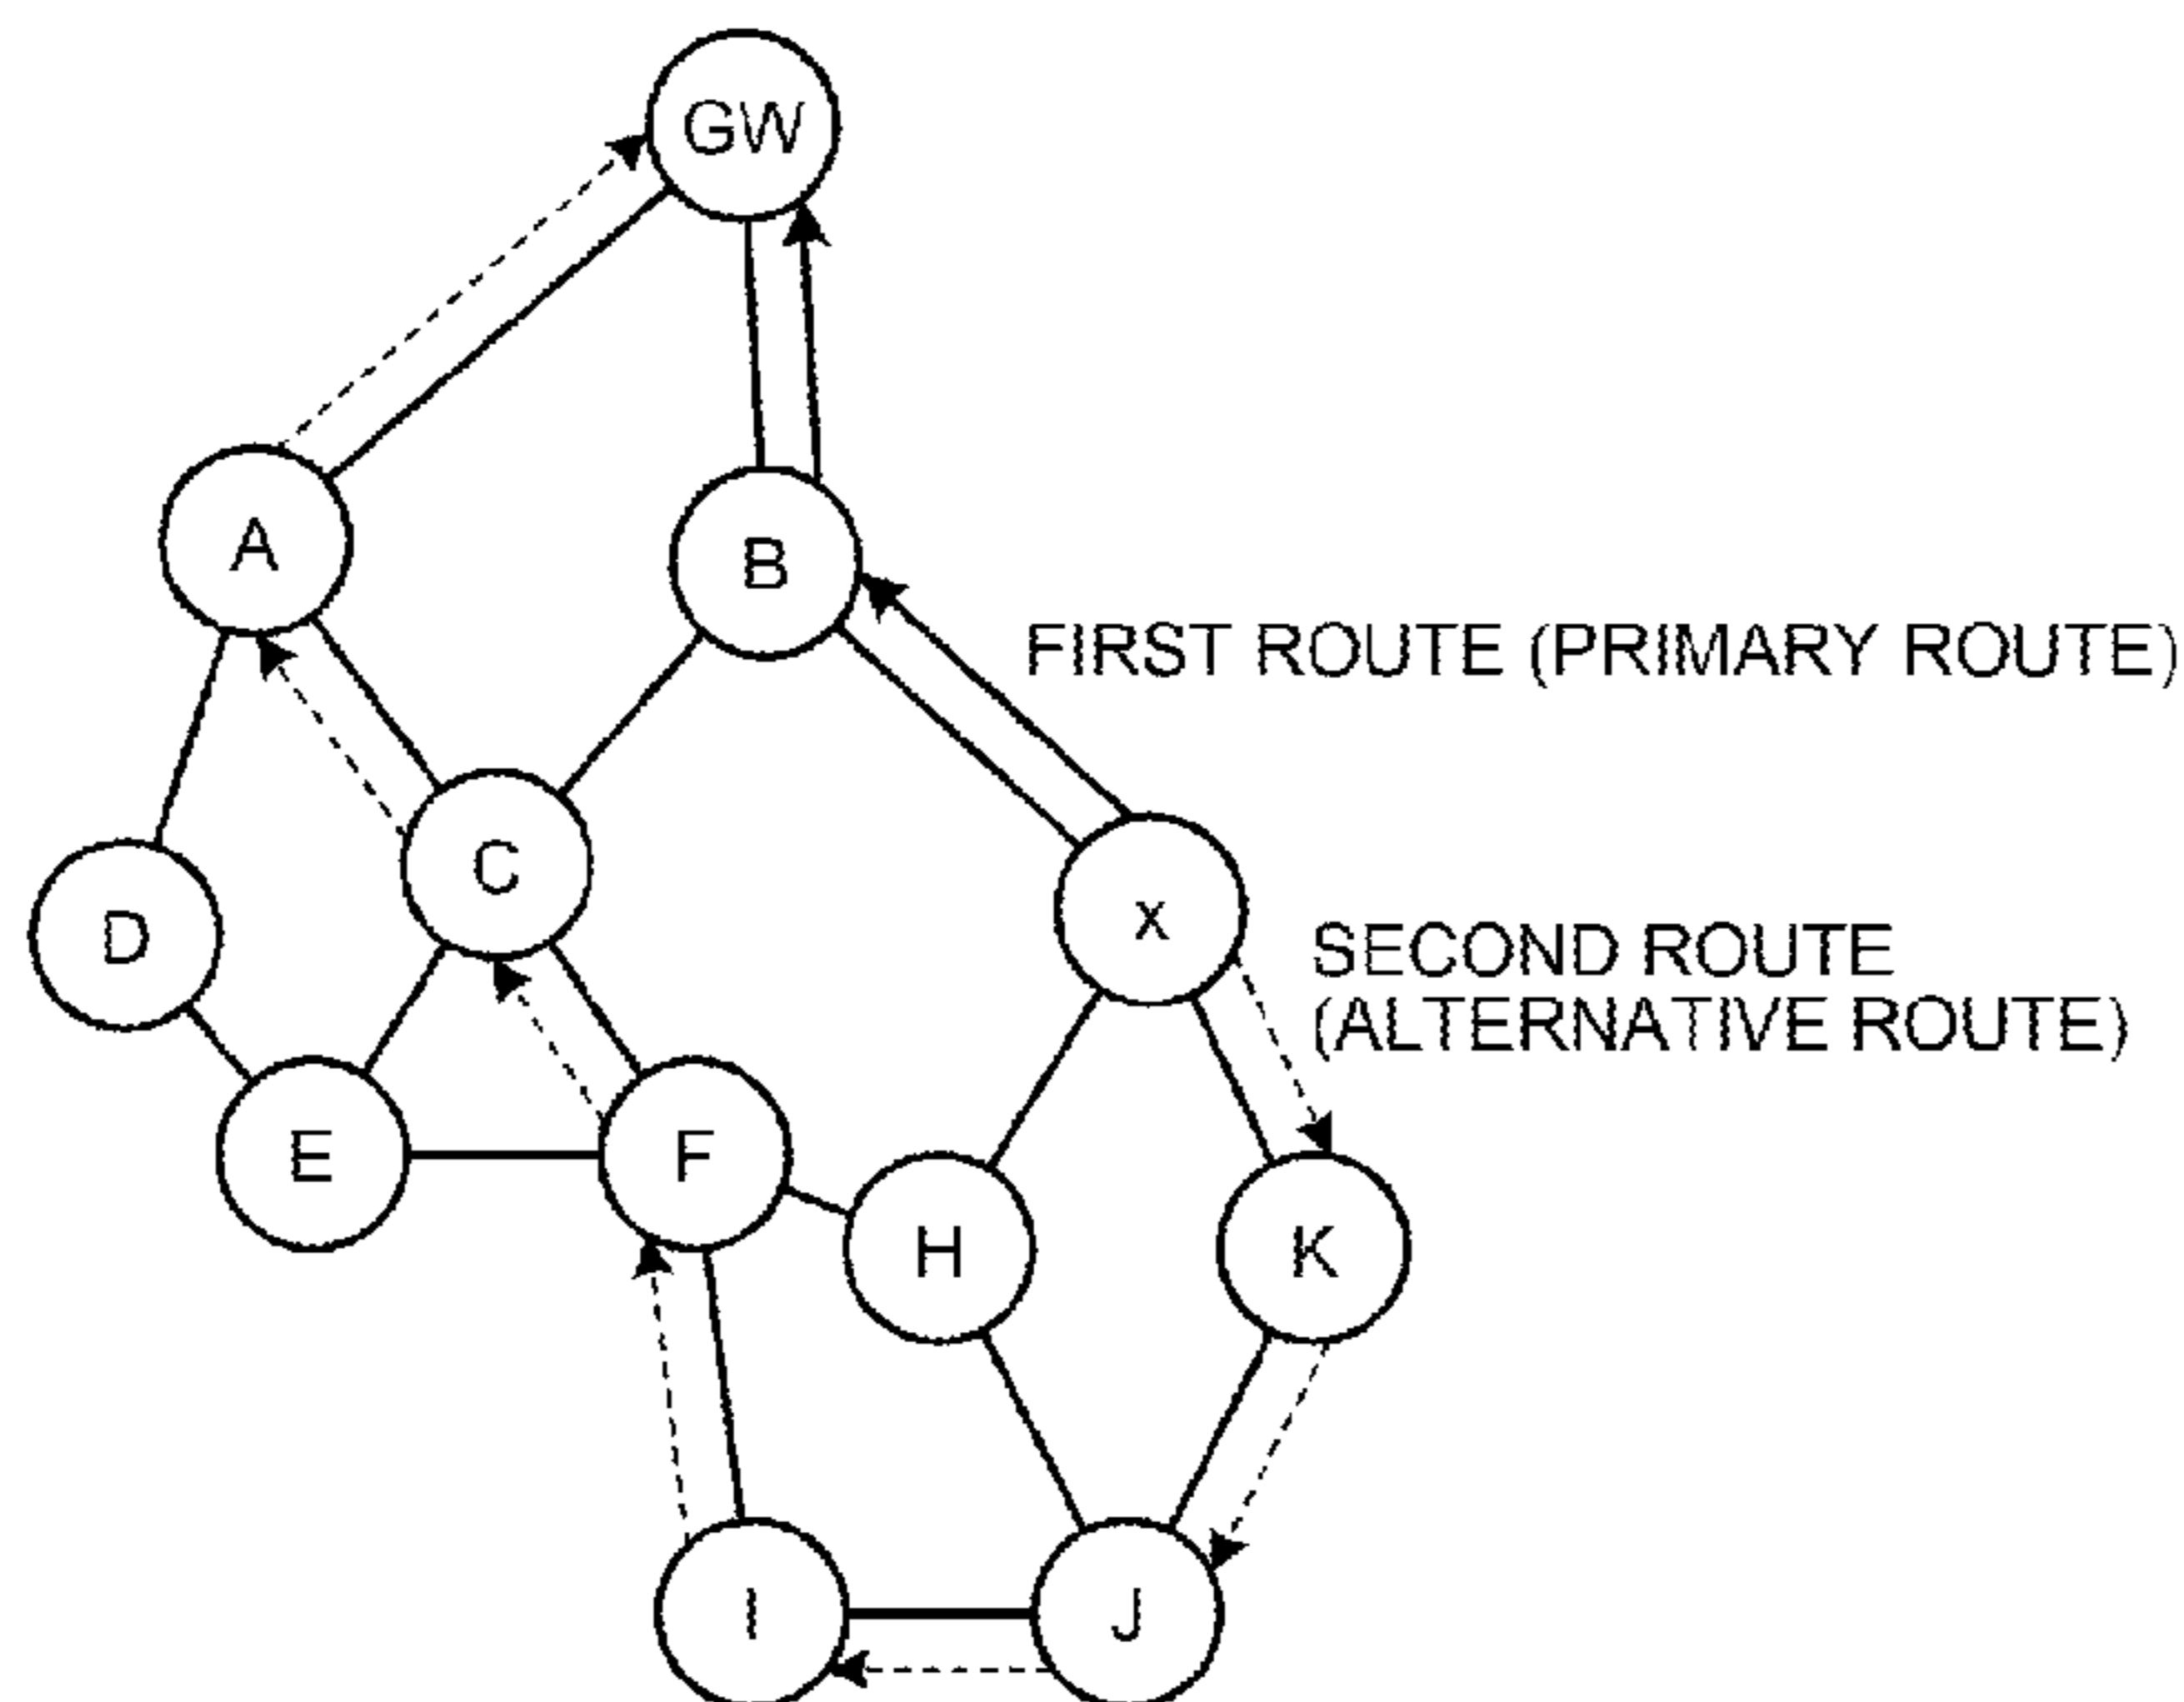 GW
A
B
FIRST ROUTE (PRIMARY ROUTE)
C
x
D
SECOND ROUTE
(ALTERNATIVE ROUTE)
E
F
H
K
I
J